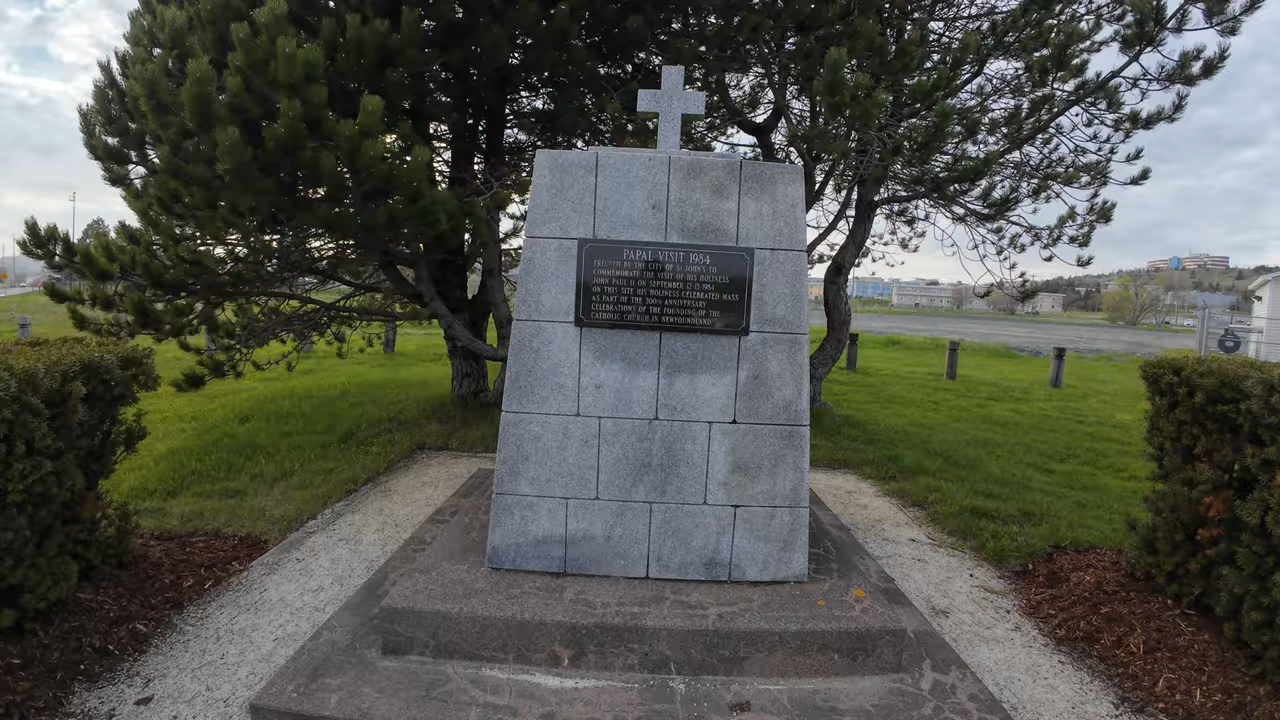 PAPAL VISIT 1984
ERECTED BY THE CITY OF ST. JOHN'S TO
COMMEMORATE THE VISIT OF HIS HOLINESS
JOHN PAUL II ON SEPTEMBER 12-13 1984.
ON THIS SITE HIS HOLINESS CELEBRATED MASS
AS PART OF THE 200TH ANNIVERSARY
CELEBRATIONS OF THE FOUNDING OF THE
CATHOLIC CHURCH IN NEWFOUNDLAND